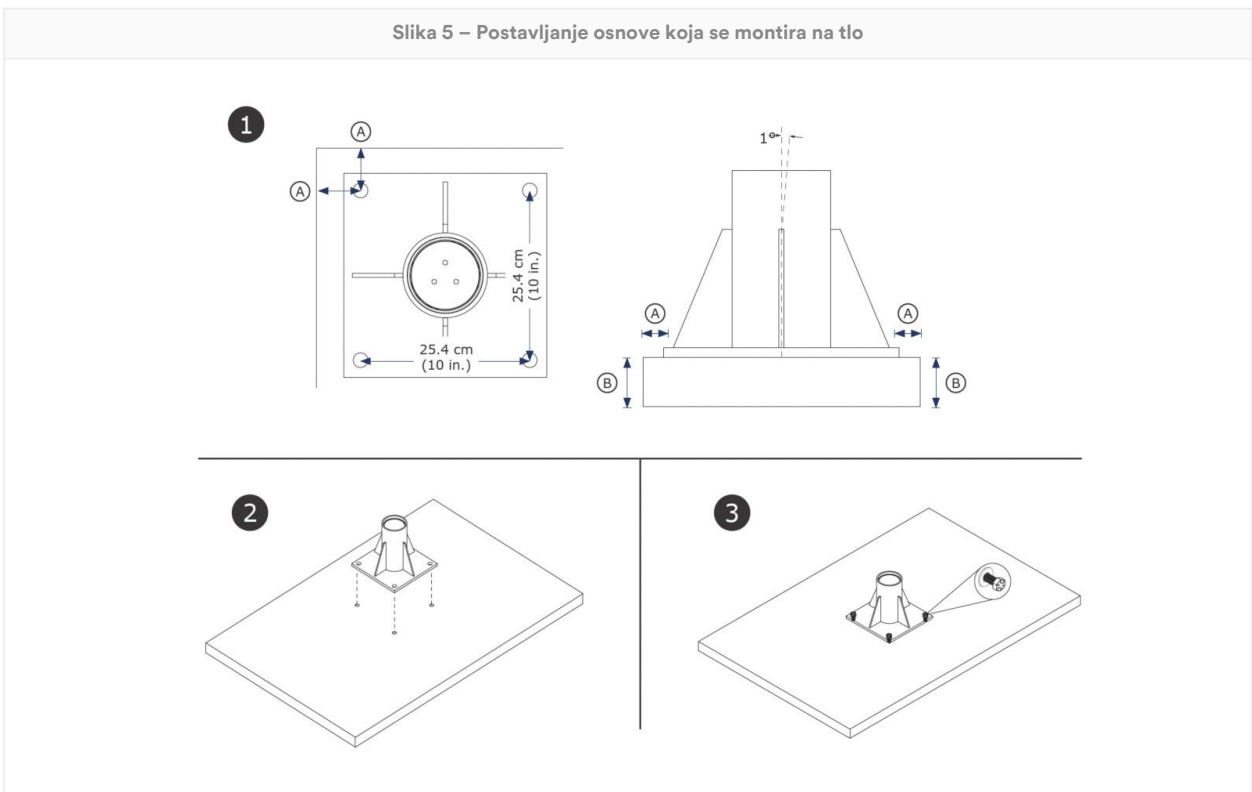 Slika 5 – Postavljanje osnove koja se montira na tlo
1
A
A
25.4 cm
(10 in.)
25.4 cm
(10 in.)
1°
A
A
B
B
2
3